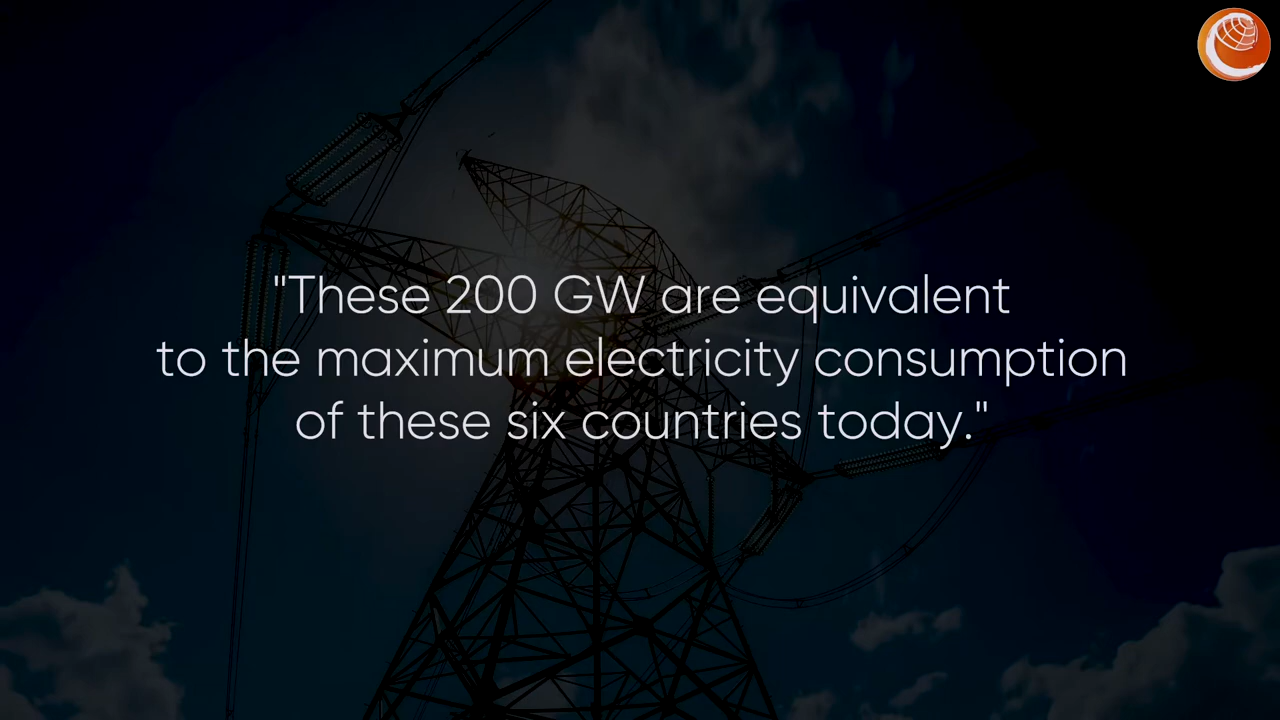 "These 200 GW are equivalent
to the maximum electricity consumption
of these six countries today."